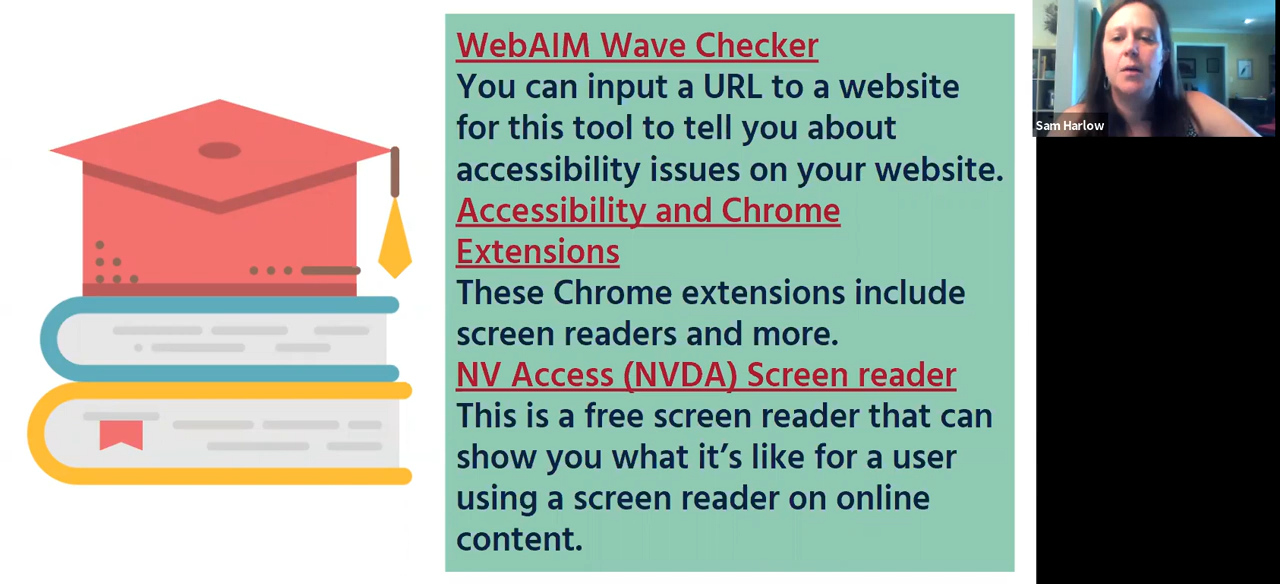 WebAIM Wave Checker
You can input a URL to a website
for this tool to tell you about
accessibility issues on your website.
Accessibility and Chrome
Extensions
These Chrome extensions include
screen readers and more.
NV Access (NVDA) Screen reader
This is a free screen reader that can
show you what it’s like for a user
using a screen reader on online
content.
Sam Harlow